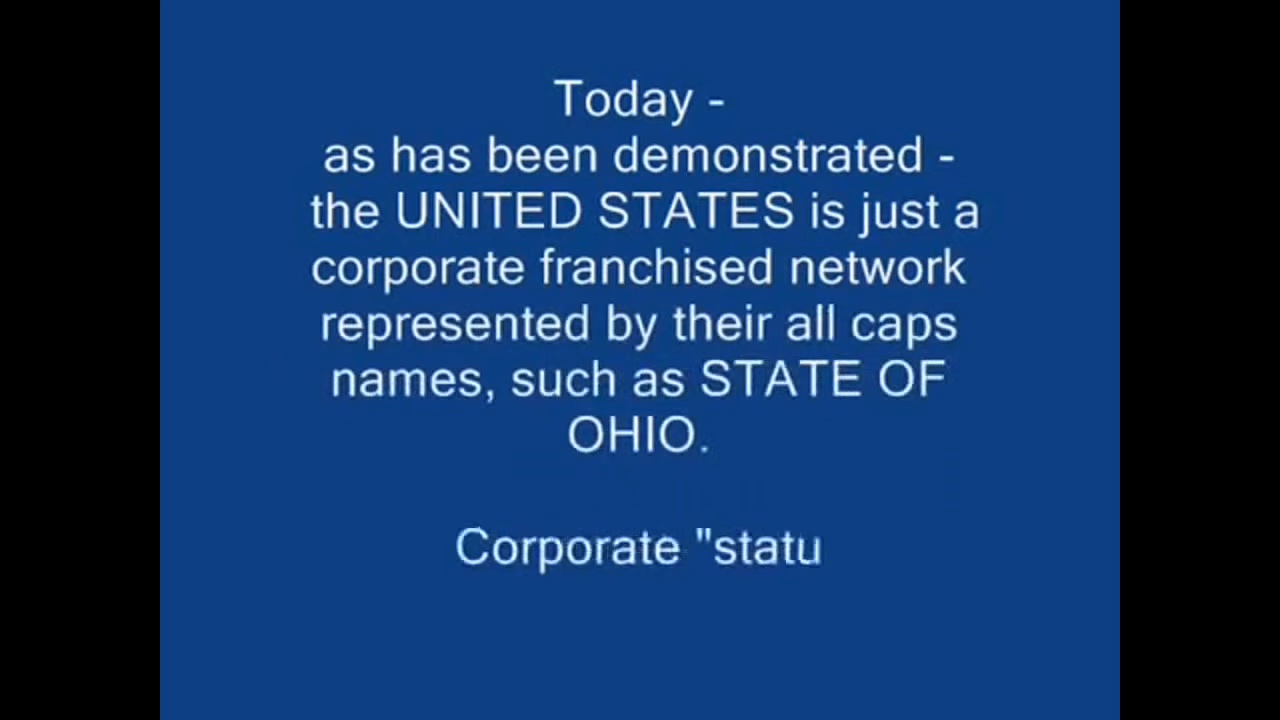 Today -
as has been demonstrated -
the UNITED STATES is just a
corporate franchised network
represented by their all caps
names, such as STATE OF
OHIO.
Corporate "statu